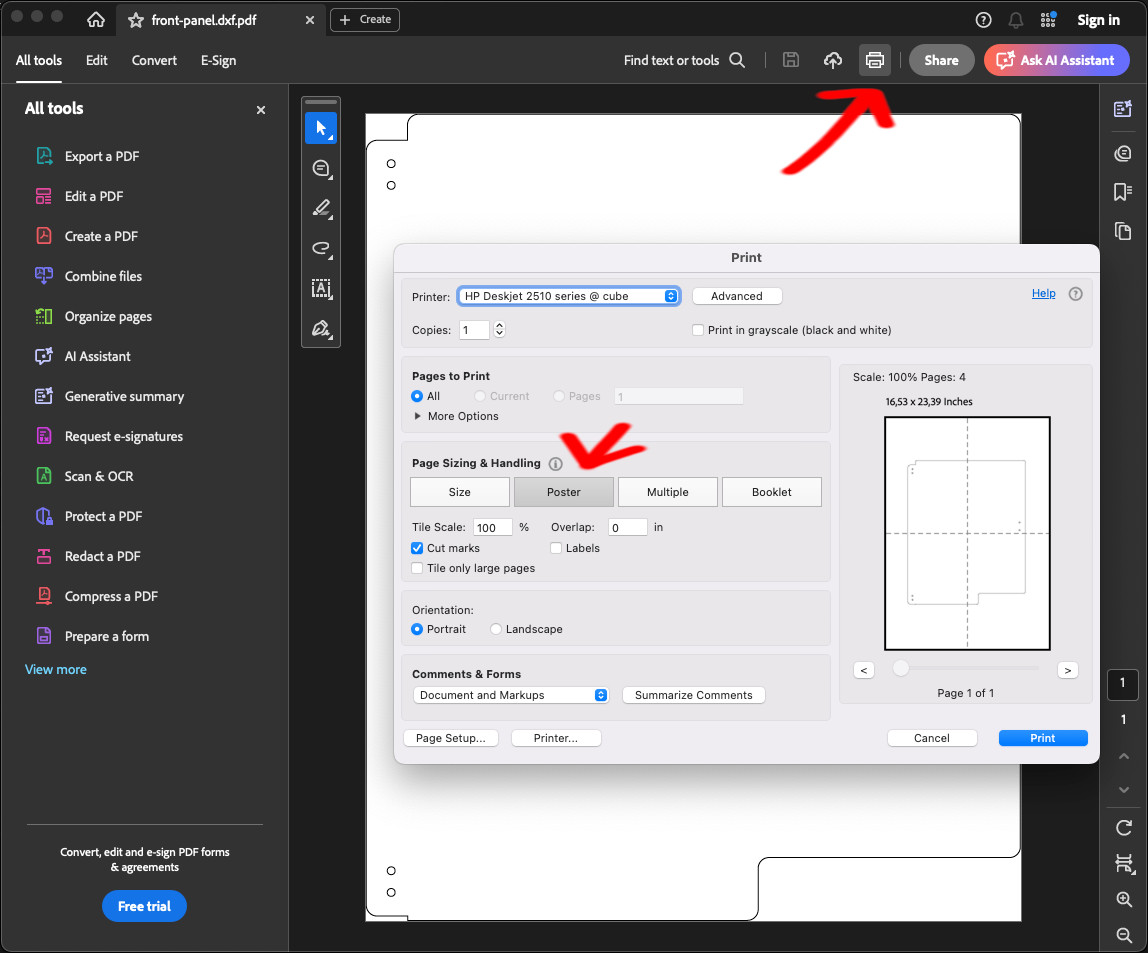 front-panel.dxf.pdf
Create
Sign in
All tools
Edit
Convert
E-Sign
Find text or tools
Share
Ask AI Assistant
All tools
Export a PDF
Edit a PDF
Create a PDF
Combine files
Organize pages
AI Assistant
Generative summary
Request e-signatures
Scan & OCR
Protect a PDF
Redact a PDF
Compress a PDF
Prepare a form
View more
Convert, edit and e-sign PDF forms
& agreements
Free trial
Print
Printer: HP Deskjet 2510 series @ cube
Advanced
Help
Copies: 1
Print in grayscale (black and white)
Pages to Print
All
Current
Pages
1
More Options
Page Sizing & Handling
Size
Poster
Multiple
Booklet
Tile Scale: 100 %
Overlap: 0 in
Cut marks
Labels
Tile only large pages
Orientation:
Portrait
Landscape
Comments & Forms
Document and Markups
Summarize Comments
Scale: 100% Pages: 4
16,53 x 23,39 Inches
<
>
Page 1 of 1
Page Setup...
Printer...
Cancel
Print
1
1